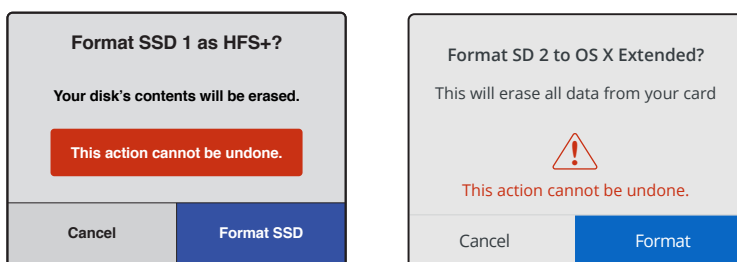 Format SSD 1 as HFS+?
Your disk's contents will be erased.
This action cannot be undone.
Cancel
Format SSD
Format SD 2 to OS X Extended?
This will erase all data from your card
This action cannot be undone.
Cancel
Format